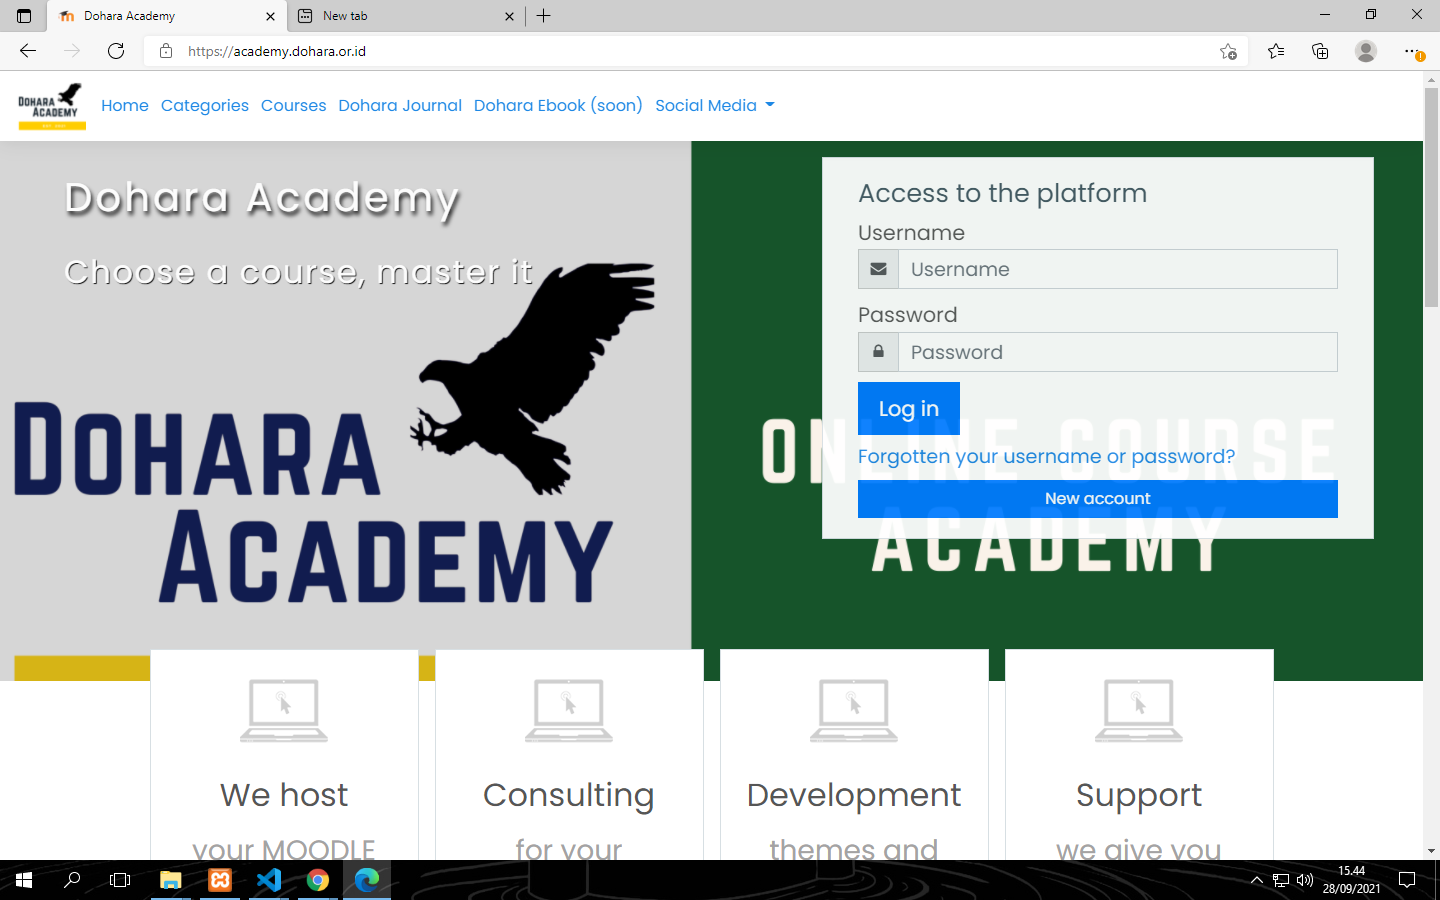 Dohara Academy
New tab
https://academy.dohara.or.id
DOHARA
ACADEMY
Home
Categories
Courses
Dohara Journal
Dohara Ebook (soon)
Social Media
Dohara Academy
Choose a course, master it
DOHARA
ACADEMY
ONLINE COURSE
ACADEMY
Access to the platform
Username
Username
Password
Password
Log in
Forgotten your username or password?
New account
We host
your MOODLE
Consulting
for your
Development
themes and
Support
we give you
15.44
28/09/2021